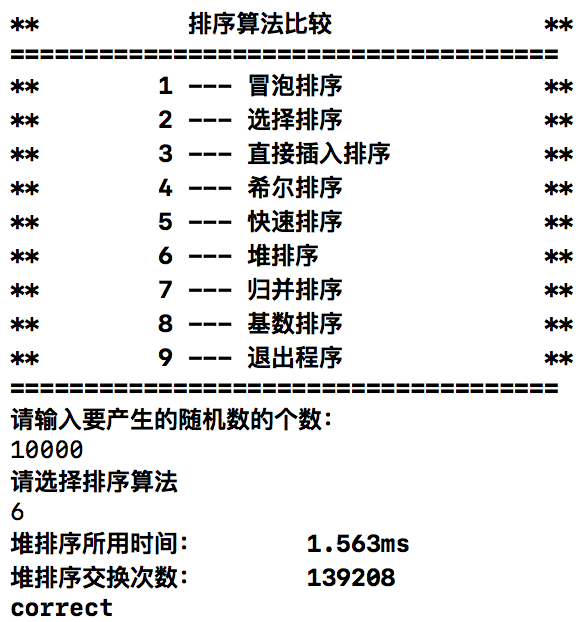 **          排序算法比较              **
=====================================
**        1 --- 冒泡排序             **
**        2 --- 选择排序             **
**        3 --- 直接插入排序          **
**        4 --- 希尔排序             **
**        5 --- 快速排序             **
**        6 --- 堆排序               **
**        7 --- 归并排序             **
**        8 --- 基数排序             **
**        9 --- 退出程序             **
=====================================
请输入要产生的随机数的个数：
10000
请选择排序算法
6
堆排序所用时间：        1.563ms
堆排序交换次数：        139208
correct